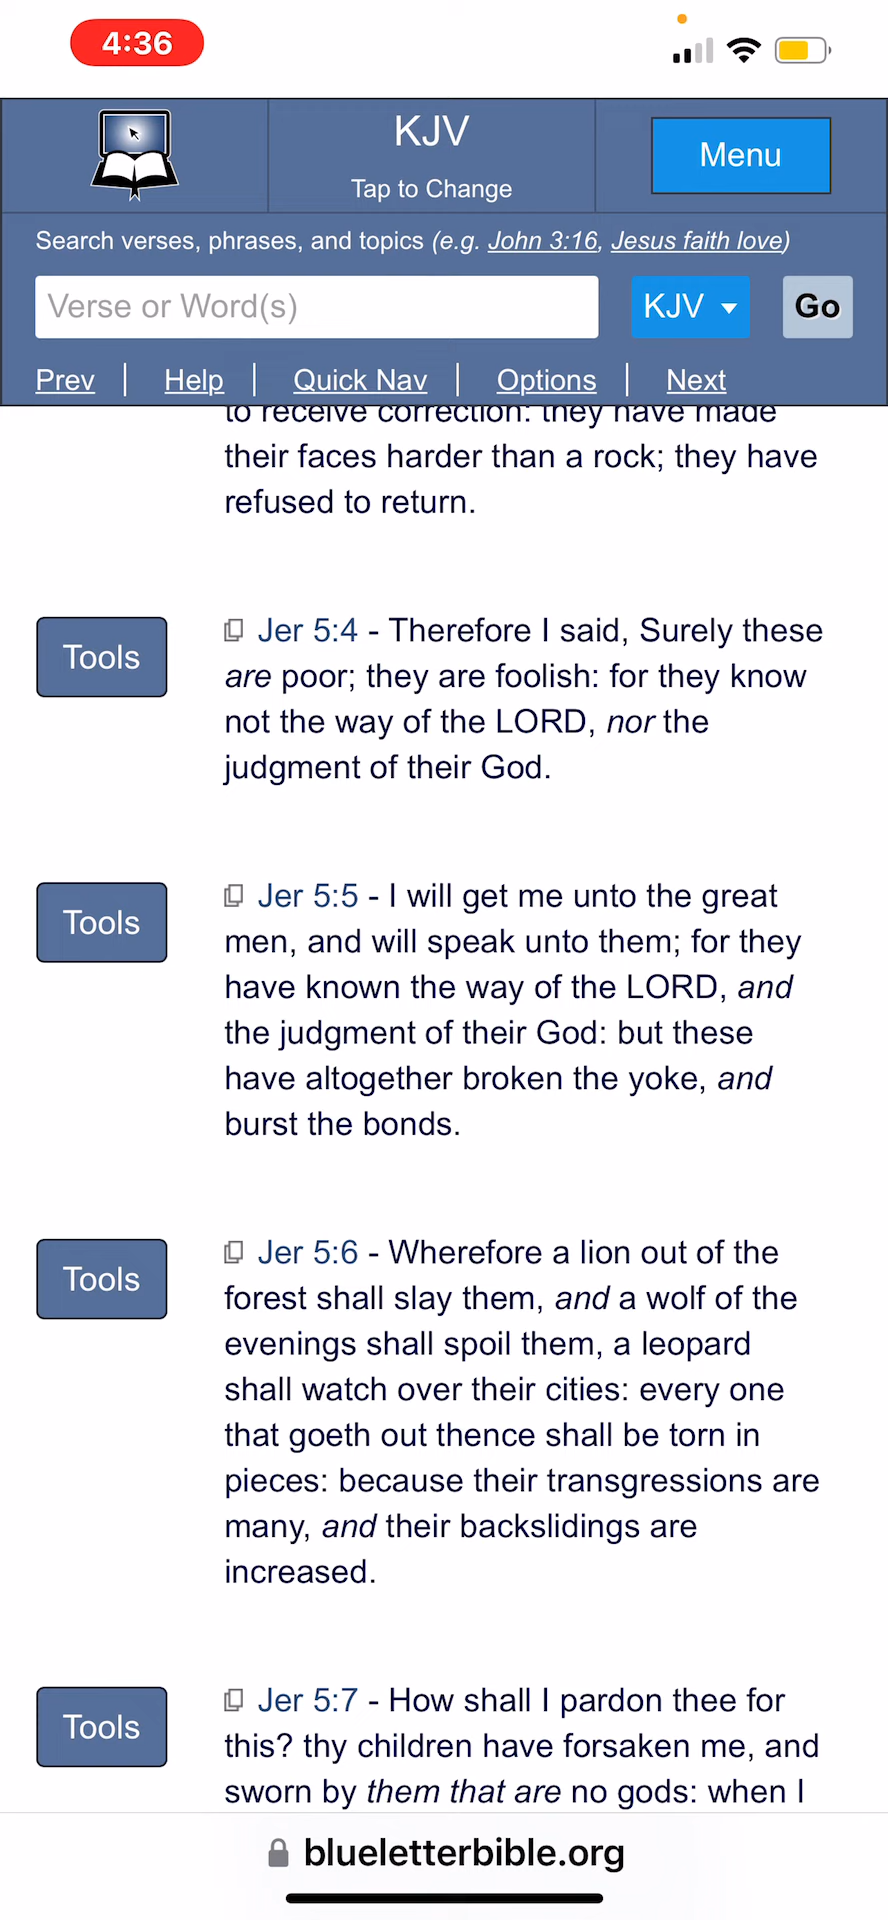 4:36
KJV
Tap to Change
Menu
Search verses, phrases, and topics (e.g. John 3:16, Jesus faith love)
Verse or Word(s)
KJV
Go
Prev | Help | Quick Nav | Options | Next
to receive correction: they have made
their faces harder than a rock; they have
refused to return.
Tools
Jer 5:4 - Therefore I said, Surely these
are poor; they are foolish: for they know
not the way of the LORD, nor the
judgment of their God.
Tools
Jer 5:5 - I will get me unto the great
men, and will speak unto them; for they
have known the way of the LORD, and
the judgment of their God: but these
have altogether broken the yoke, and
burst the bonds.
Tools
Jer 5:6 - Wherefore a lion out of the
forest shall slay them, and a wolf of the
evenings shall spoil them, a leopard
shall watch over their cities: every one
that goeth out thence shall be torn in
pieces: because their transgressions are
many, and their backslidings are
increased.
Tools
Jer 5:7 - How shall I pardon thee for
this? thy children have forsaken me, and
sworn by them that are no gods: when I
blueletterbible.org